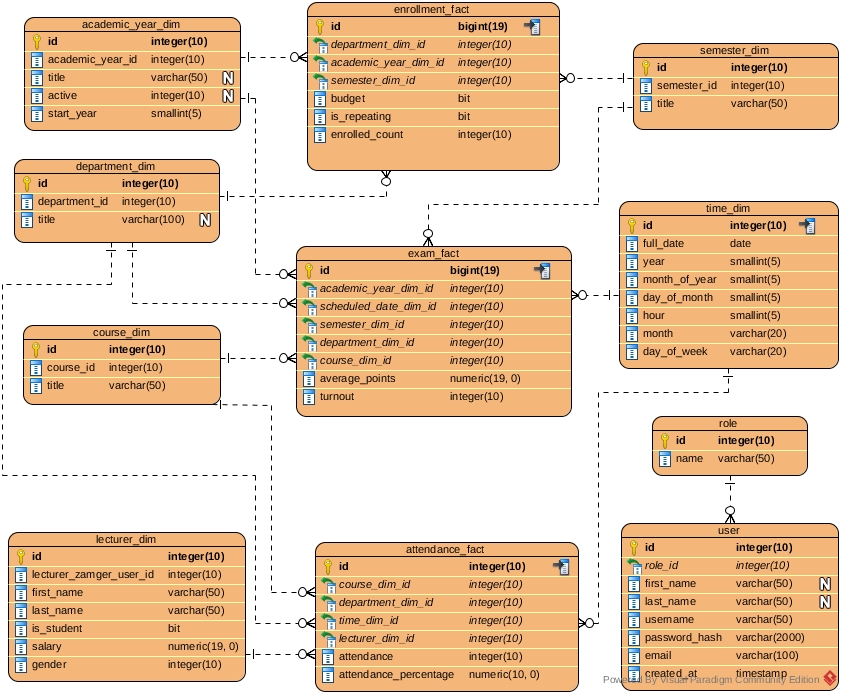 academic_year_dim
id integer(10)
academic_year_id integer(10)
title varchar(50) N
active integer(10) N
start_year smallint(5)
enrollment_fact
id bigint(19)
department_dim_id integer(10)
academic_year_dim_id integer(10)
semester_dim_id integer(10)
budget bit
is_repeating bit
enrolled_count integer(10)
semester_dim
id integer(10)
semester_id integer(10)
title varchar(50)
department_dim
id integer(10)
department_id integer(10)
title varchar(100) N
time_dim
id integer(10)
full_date date
year smallint(5)
month_of_year smallint(5)
day_of_month smallint(5)
hour smallint(5)
month varchar(20)
day_of_week varchar(20)
exam_fact
id bigint(19)
academic_year_dim_id integer(10)
scheduled_date_dim_id integer(10)
semester_dim_id integer(10)
department_dim_id integer(10)
course_dim_id integer(10)
average_points numeric(19, 0)
turnout integer(10)
course_dim
id integer(10)
course_id integer(10)
title varchar(50)
role
id integer(10)
name varchar(50)
lecturer_dim
id integer(10)
lecturer_zamger_user_id integer(10)
first_name varchar(50)
last_name varchar(50)
is_student bit
salary numeric(19, 0)
gender integer(10)
attendance_fact
id integer(10)
course_dim_id integer(10)
department_dim_id integer(10)
time_dim_id integer(10)
lecturer_dim_id integer(10)
attendance integer(10)
attendance_percentage numeric(10, 0)
user
id integer(10)
role_id integer(10)
first_name varchar(50) N
last_name varchar(50) N
username varchar(50)
password_hash varchar(2000)
email varchar(100)
created_at timestamp
Powered By Visual Paradigm Community Edition